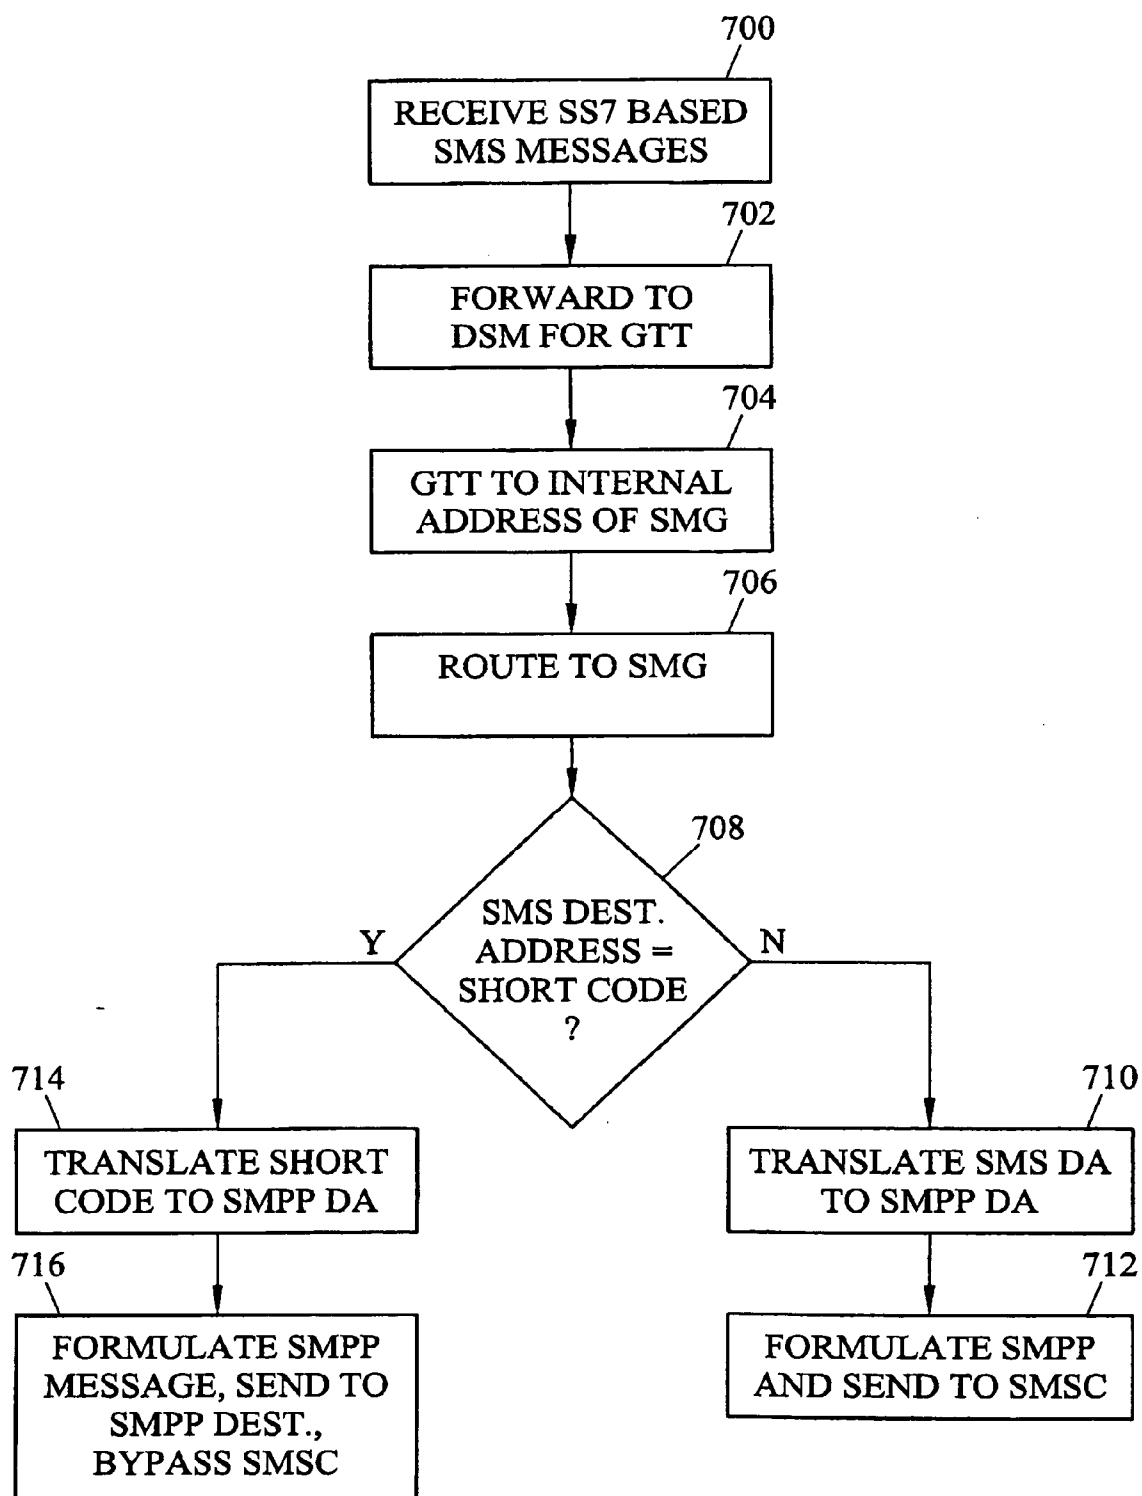 700
RECEIVE SS7 BASED
SMS MESSAGES
702
FORWARD TO
DSM FOR GTT
704
GTT TO INTERNAL
ADDRESS OF SMG
706
ROUTE TO SMG
708
SMS DEST.
ADDRESS =
SHORT CODE
?
Y
N
714
TRANSLATE SHORT
CODE TO SMPP DA
716
FORMULATE SMPP
MESSAGE, SEND TO
SMPP DEST.,
BYPASS SMSC
710
TRANSLATE SMS DA
TO SMPP DA
712
FORMULATE SMPP
AND SEND TO SMSC